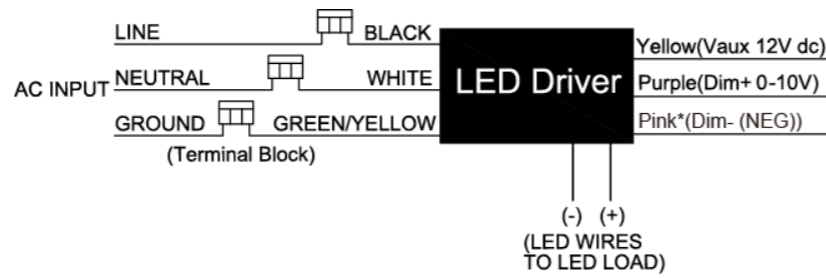 LINE
BLACK
Yellow(Vaux 12V dc)
AC INPUT
NEUTRAL
WHITE
LED Driver
Purple(Dim+ 0-10V)
GROUND
GREEN/YELLOW
Pink*(Dim- (NEG))
(Terminal Block)
(-) (+)
(LED WIRES
TO LED LOAD)